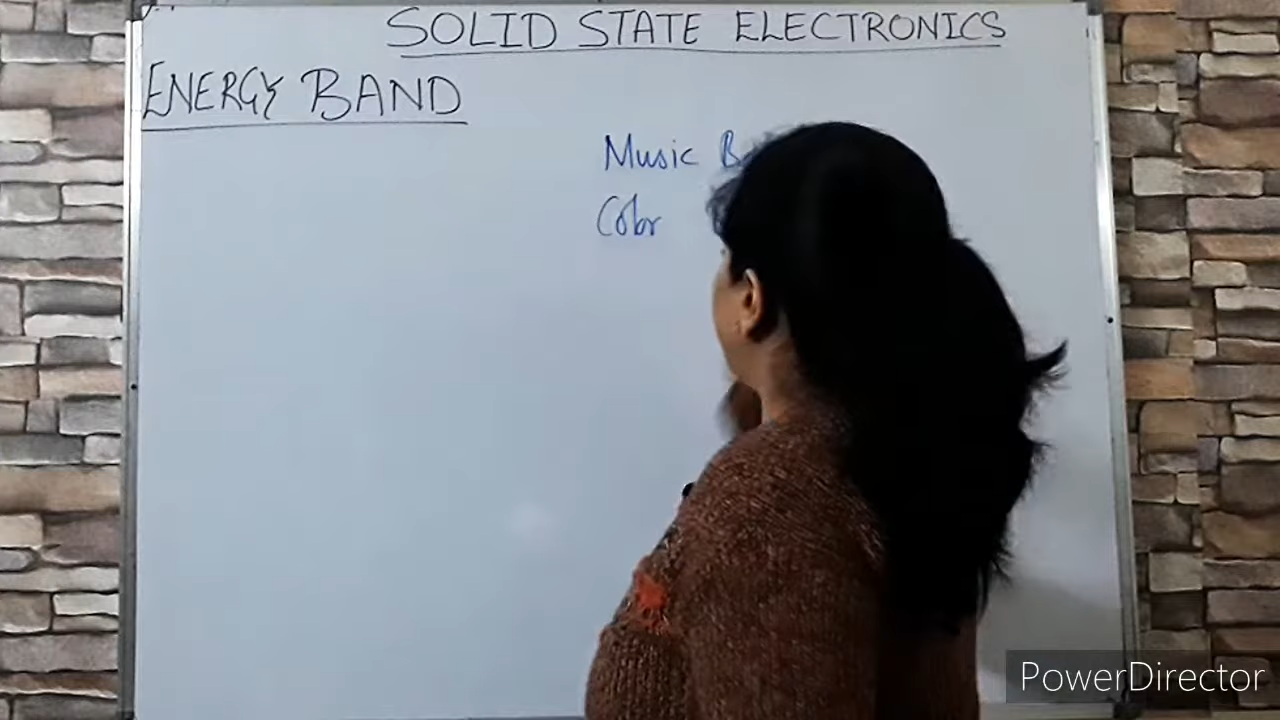 SOLID STATE ELECTRONICS
ENERGY BAND
Music
Color
PowerDirector